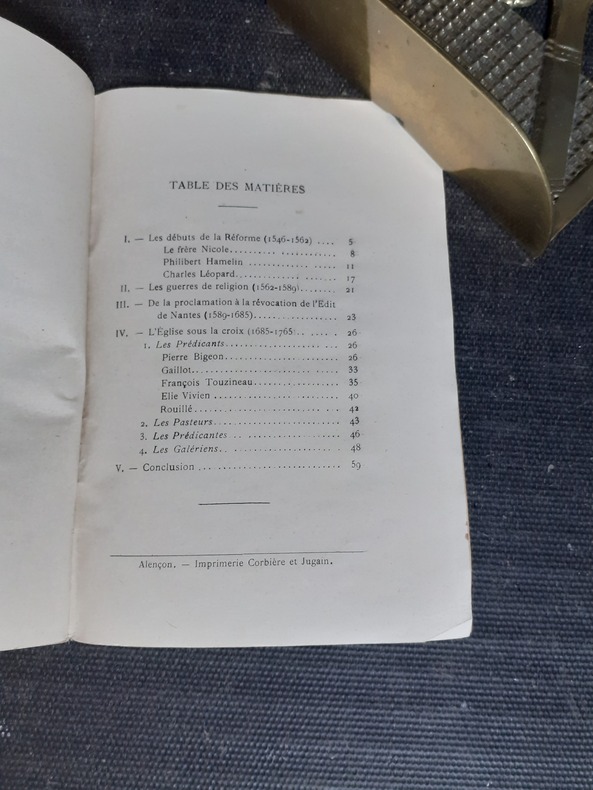 TABLE DES MATIÈRES
I. — Les débuts de la Réforme (1546-1562) .... 5
Le frère Nicole.... ............ 8
Philibert Hamelin ............ ..... 11
Charles Léopard................ .... 17
II. — Les guerres de religion (1562-1589)....... 21
III. — De la proclamation à la révocation de l'Édit
de Nantes (1589-1685)................ 23
IV. — L'Église sous la croix (1685-1765).. .. ..... 26
1. Les Prédicants.................. ... 26
Pierre Bigeon..................... 26
Gaillot.................. ..... 33
François Touzineau................ 35
Elie Vivien ...................... 40
Rouillé................... .. .. 42
2. Les Pasteurs........................ 43
3. Les Prédicantes .. .................. 46
4. Les Galériens.. .. ................. 48
V. — Conclusion ........................... 59
Alençon. — Imprimerie Corbière et Jugain.